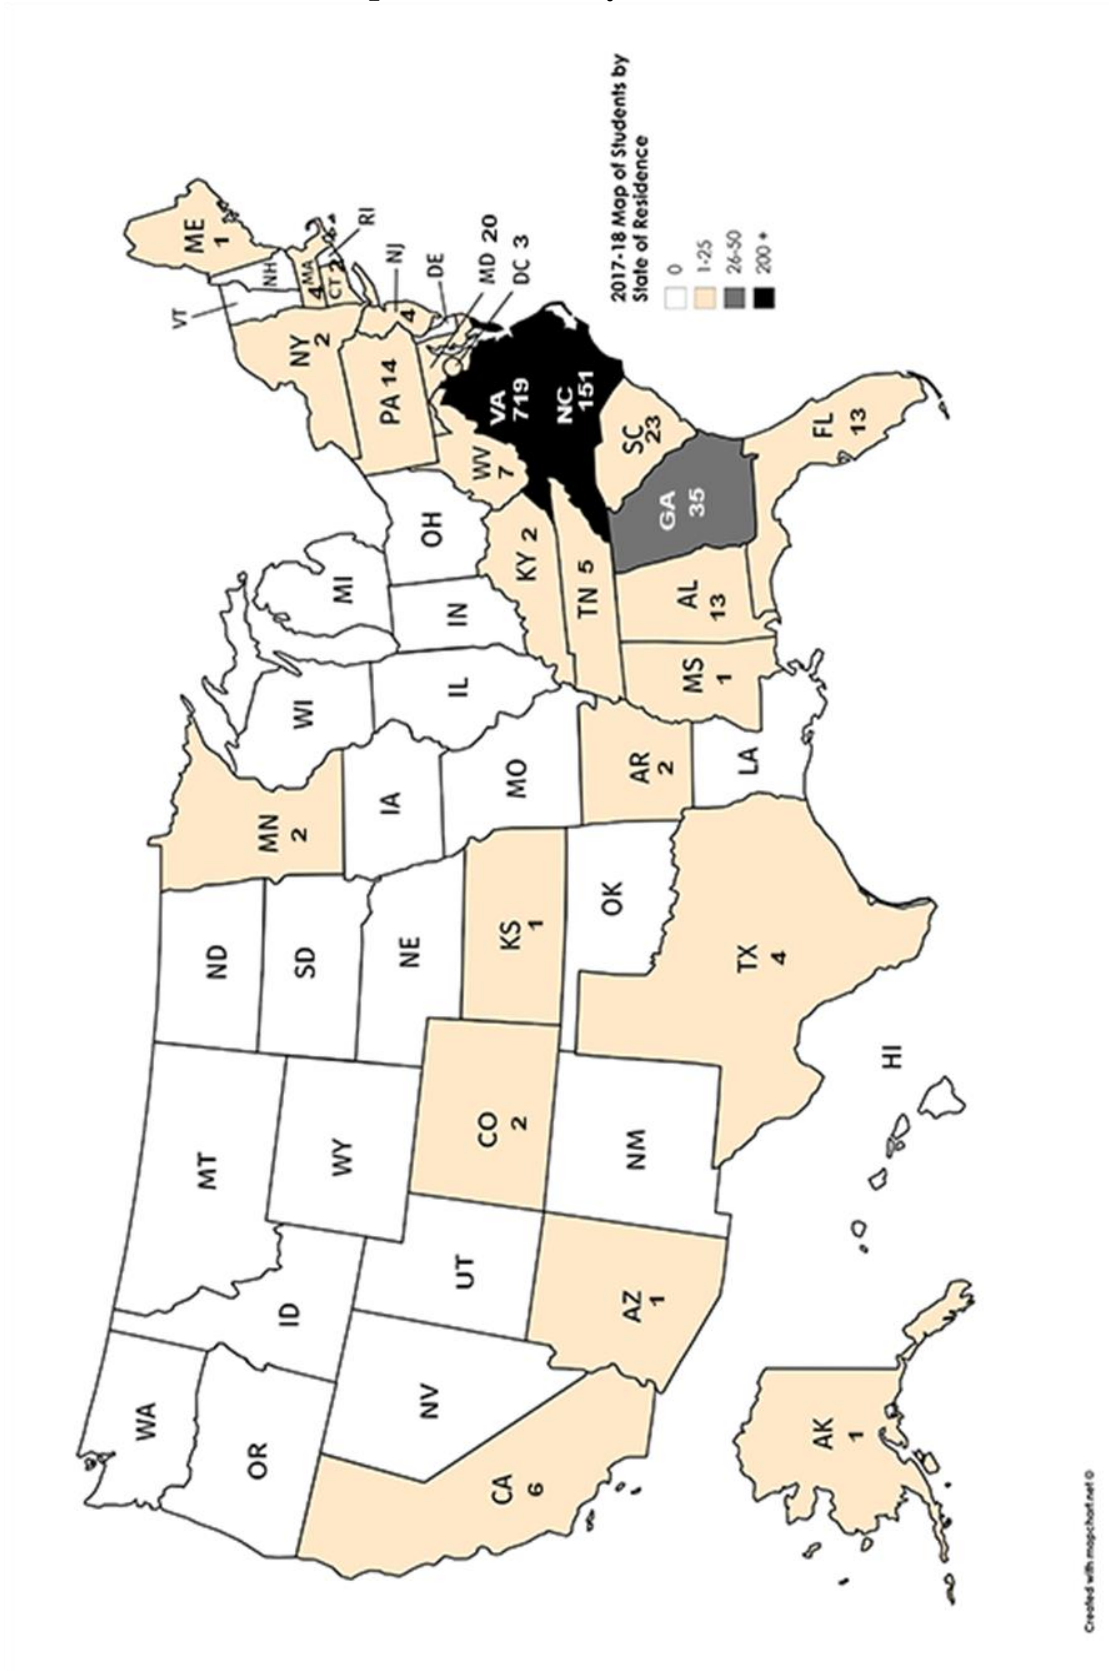 2017-18 Map of Students by
State of Residence
0
1-25
26-50
200 +
WA
OR
CA
6
NV
ID
MT
WY
UT
AZ
1
CO
2
NM
ND
SD
NE
KS
1
OK
TX
4
MN
2
IA
MO
AR
2
LA
WI
IL
MI
IN
OH
KY 2
TN 5
MS
1
AL
13
GA
35
FL
13
SC
23
NC
151
VA
719
WV
7
PA 14
NY
2
VT
NH
ME
1
MA
4
CT 2
RI
NJ
4
DE
MD 20
DC 3
AK
1
HI
Created with mapchart.net ©